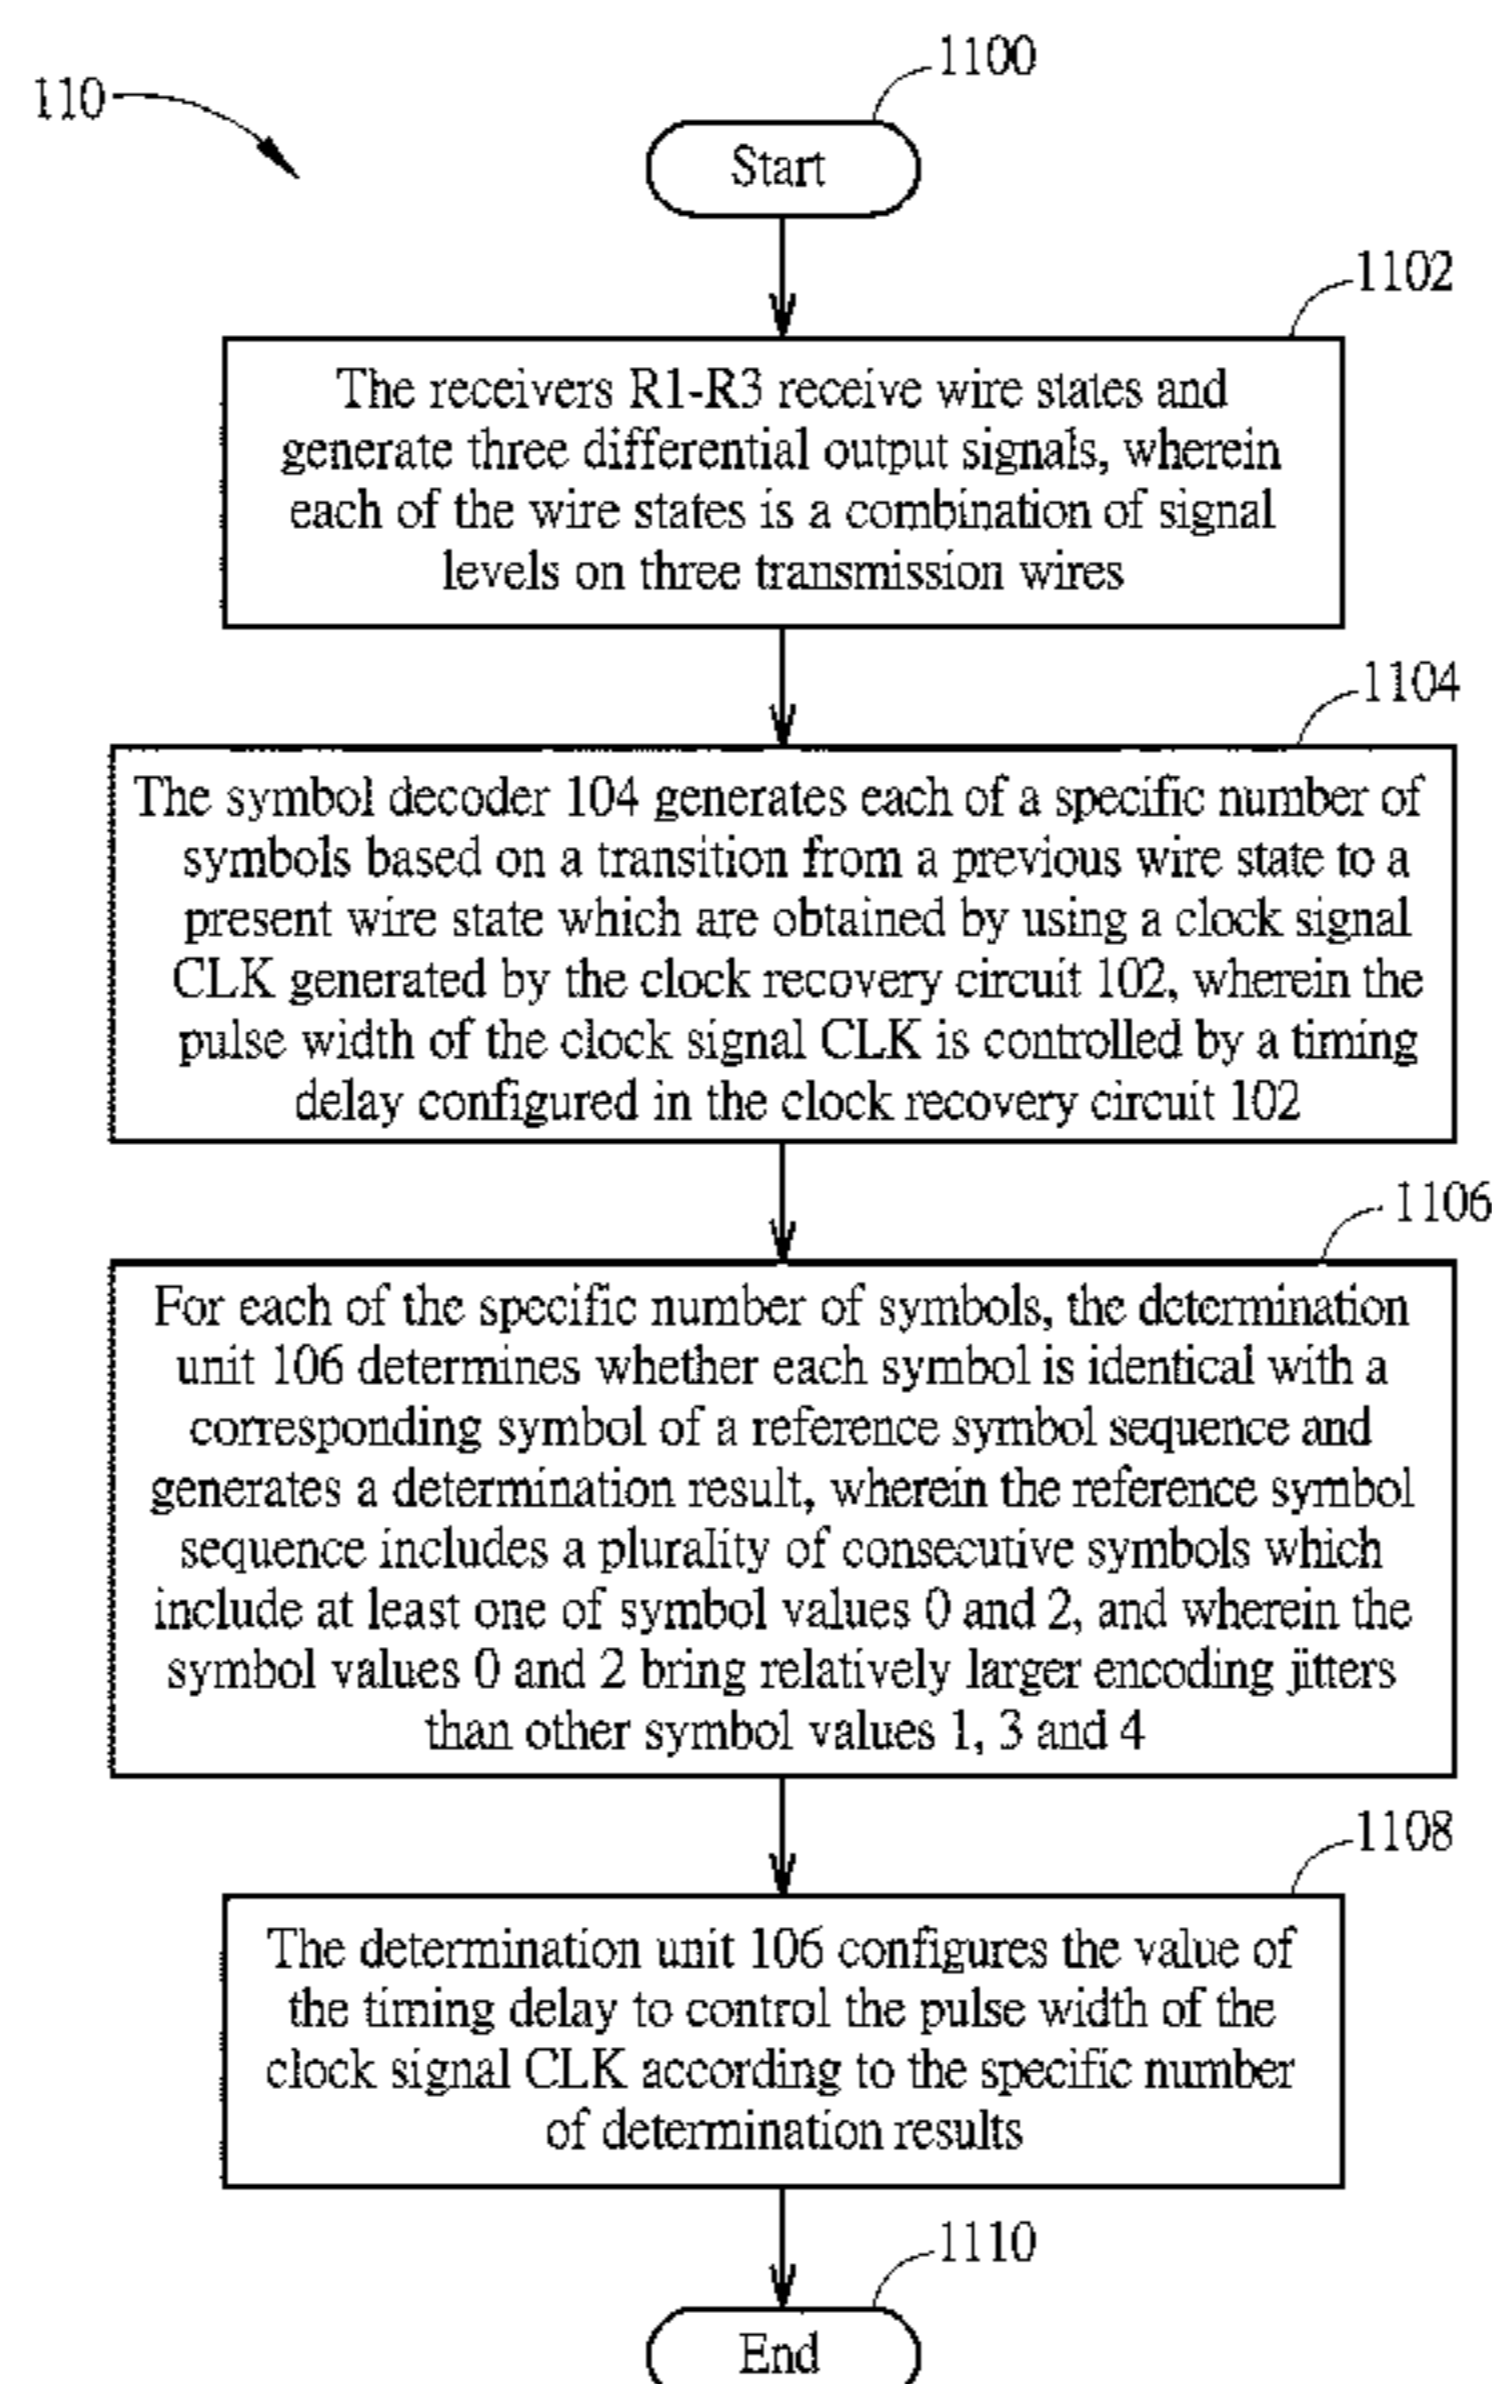 1100
110
Start
1102
The receivers R1-R3 receive wire states and
generate three differential output signals, wherein
each of the wire states is a combination of signal
levels on three transmission wires
1104
The symbol decoder 104 generates each of a specific number of
symbols based on a transition from a previous wire state to a
present wire state which are obtained by using a clock signal
CLK generated by the clock recovery circuit 102, wherein the
pulse width of the clock signal CLK is controlled by a timing
delay configured in the clock recovery circuit 102
1106
For each of the specific number of symbols, the determination
unit 106 determines whether each symbol is identical with a
corresponding symbol of a reference symbol sequence and
generates a determination result, wherein the reference symbol
sequence includes a plurality of consecutive symbols which
include at least one of symbol values 0 and 2, and wherein the
symbol values 0 and 2 bring relatively larger encoding jitters
than other symbol values 1, 3 and 4
1108
The determination unit 106 configures the value of
the timing delay to control the pulse width of the
clock signal CLK according to the specific number
of determination results
1110
End